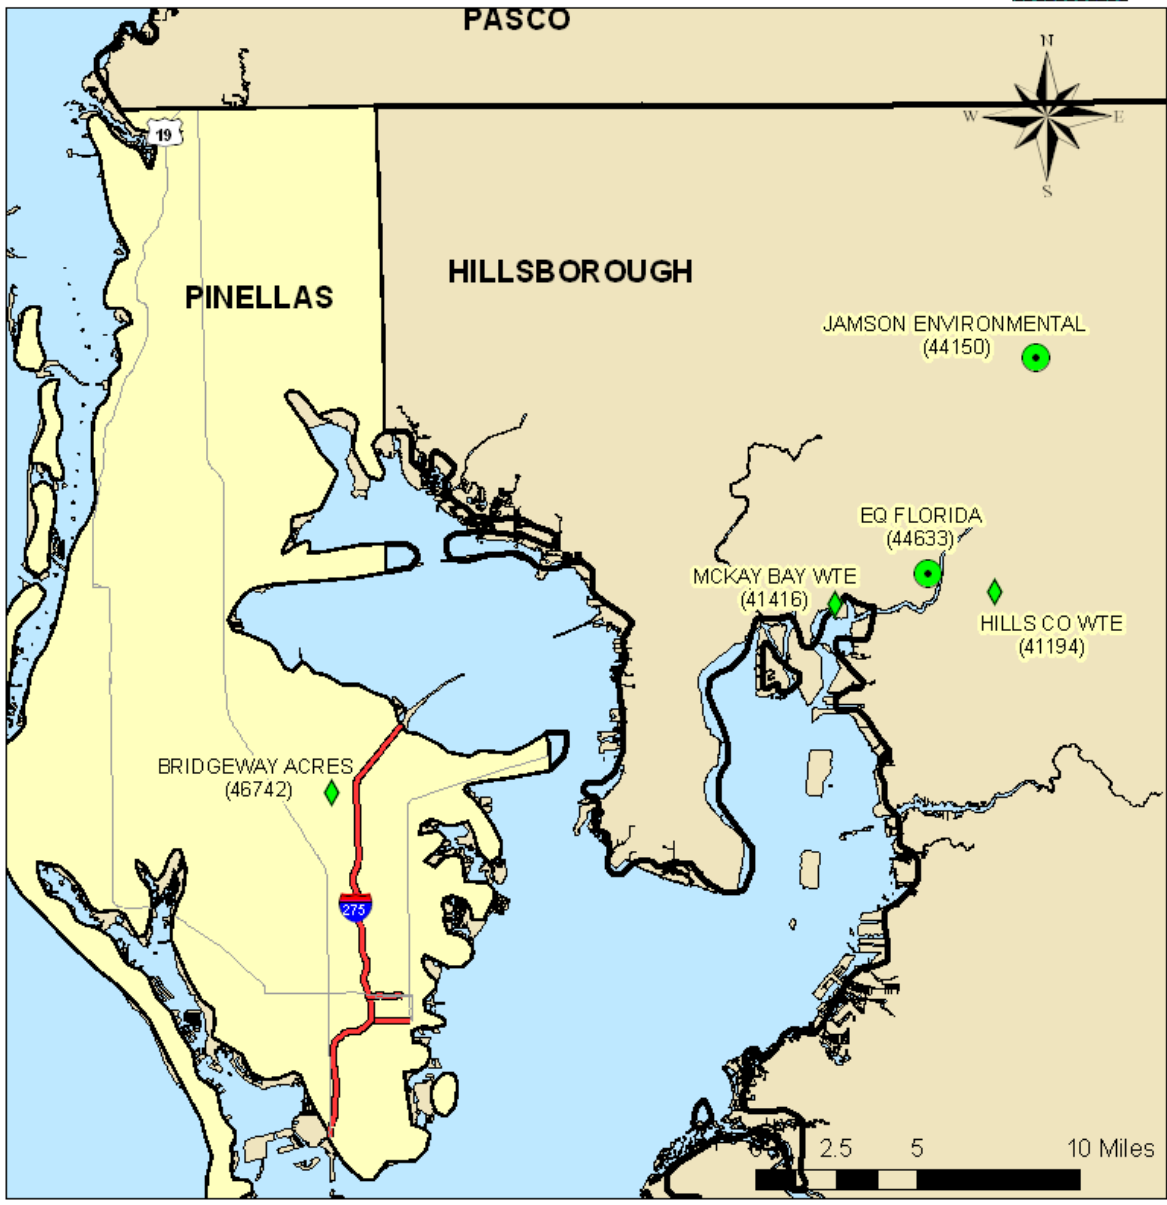 PASCO
N
W
E
S
19
PINELLAS
HILLSBOROUGH
JAMSON ENVIRONMENTAL
(44150)
EQ FLORIDA
(44633)
MCKAY BAY WTE
(41416)
HILLS CO WTE
(41194)
BRIDGEWAY ACRES
(46742)
275
2.5 5 10 Miles